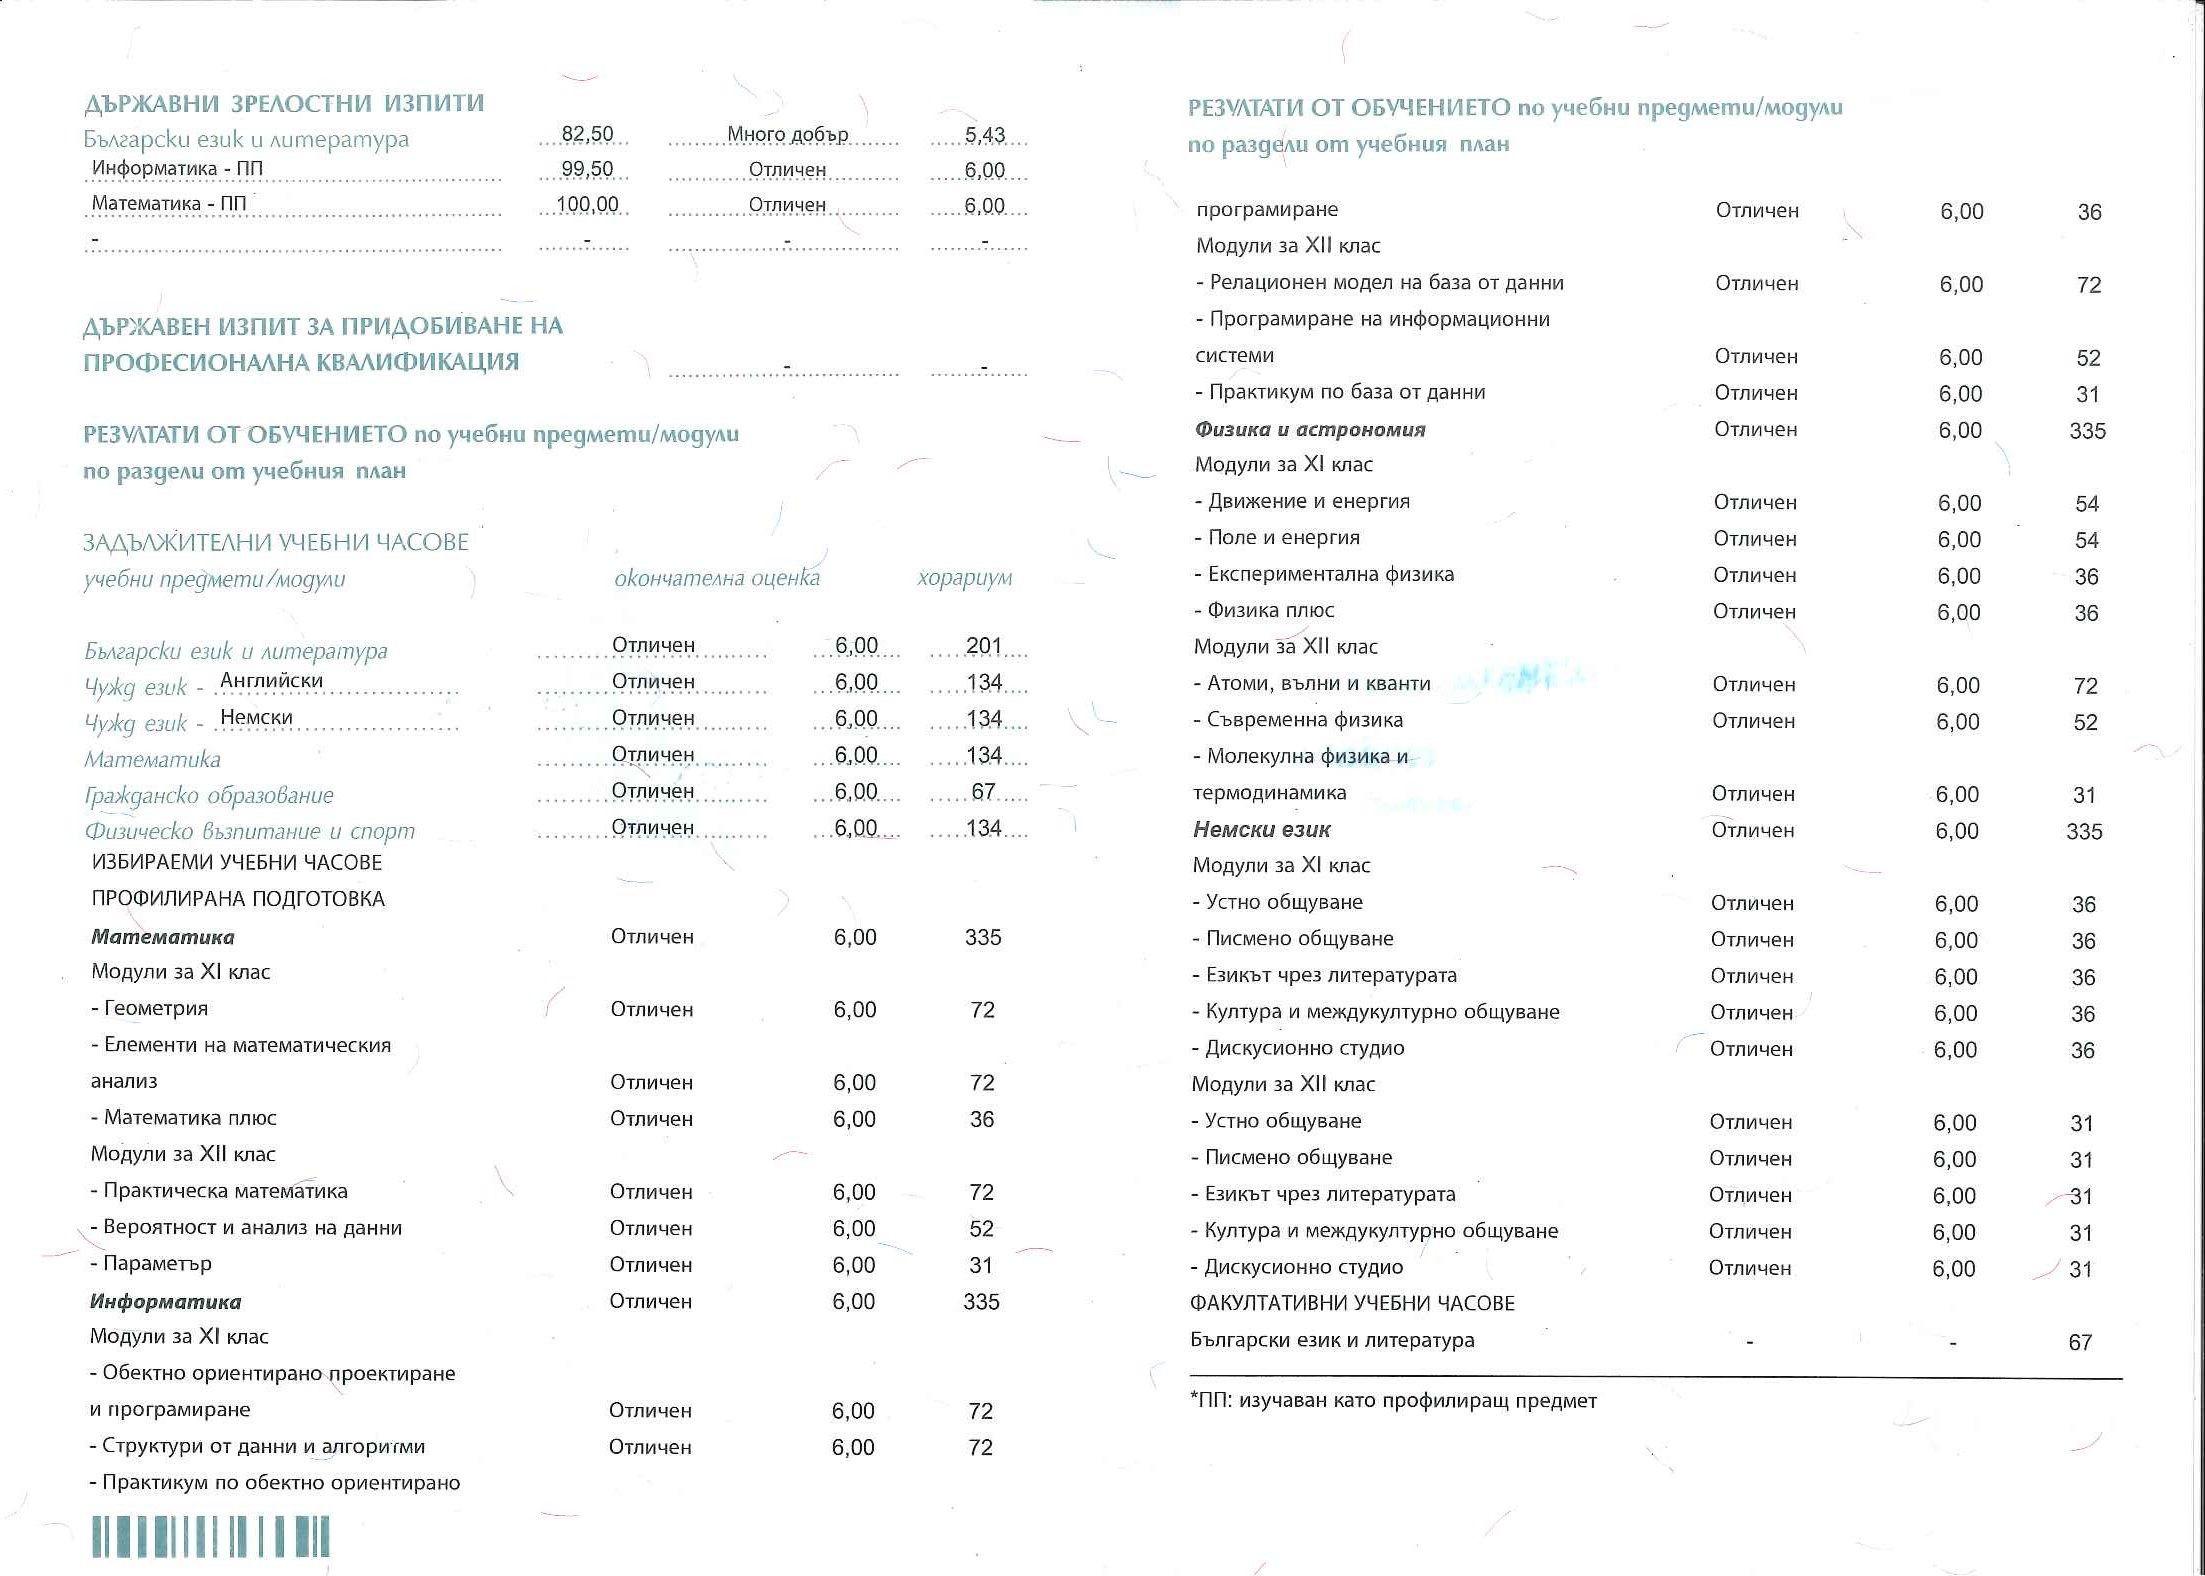 ДЪРЖАВНИ ЗРЕЛОСТНИ ИЗПИТИ
Български език и литература 82,50 Много добър 5,43
Информатика - ПП 99,50 Отличен 6,00
Математика - ПП 100,00 Отличен 6,00
- - - -
ДЪРЖАВЕН ИЗПИТ ЗА ПРИДОБИВАНЕ НА
ПРОФЕСИОНАЛНА КВАЛИФИКАЦИЯ - -
РЕЗУЛТАТИ ОТ ОБУЧЕНИЕТО по учебни предмети/модули
по раздели от учебния план
ЗАДЪЛЖИТЕЛНИ УЧЕБНИ ЧАСОВЕ
учебни предмети/модули окончателна оценка хорариум
Български език и литература Отличен 6,00 201
Чужд език - Английски Отличен 6,00 134
Чужд език - Немски Отличен 6,00 134
Математика Отличен 6,00 134
Гражданско образование Отличен 6,00 67
Физическо възпитание и спорт Отличен 6,00 134
ИЗБИРАЕМИ УЧЕБНИ ЧАСОВЕ
ПРОФИЛИРАНА ПОДГОТОВКА
Математика Отличен 6,00 335
Модули за XI клас
- Геометрия Отличен 6,00 72
- Елементи на математическия
анализ Отличен 6,00 72
- Математика плюс Отличен 6,00 36
Модули за XII клас
- Практическа математика Отличен 6,00 72
- Вероятност и анализ на данни Отличен 6,00 52
- Параметър Отличен 6,00 31
Информатика Отличен 6,00 335
Модули за XI клас
- Обектно ориентирано проектиране
и програмиране Отличен 6,00 72
- Структури от данни и алгоритми Отличен 6,00 72
- Практикум по обектно ориентирано
РЕЗУЛТАТИ ОТ ОБУЧЕНИЕТО по учебни предмети/модули
по раздели от учебния план
програмиране Отличен 6,00 36
Модули за XII клас
- Релационен модел на база от данни Отличен 6,00 72
- Програмиране на информационни
системи Отличен 6,00 52
- Практикум по база от данни Отличен 6,00 31
Физика и астрономия Отличен 6,00 335
Модули за XI клас
- Движение и енергия Отличен 6,00 54
- Поле и енергия Отличен 6,00 54
- Експериментална физика Отличен 6,00 36
- Физика плюс Отличен 6,00 36
Модули за XII клас
- Атоми, вълни и кванти Отличен 6,00 72
- Съвременна физика Отличен 6,00 52
- Молекулна физика и
термодинамика Отличен 6,00 31
Немски език Отличен 6,00 335
Модули за XI клас
- Устно общуване Отличен 6,00 36
- Писмено общуване Отличен 6,00 36
- Езикът чрез литературата Отличен 6,00 36
- Култура и междукултурно общуване Отличен 6,00 36
- Дискусионно студио Отличен 6,00 36
Модули за XII клас
- Устно общуване Отличен 6,00 31
- Писмено общуване Отличен 6,00 31
- Езикът чрез литературата Отличен 6,00 31
- Култура и междукултурно общуване Отличен 6,00 31
- Дискусионно студио Отличен 6,00 31
ФАКУЛТАТИВНИ УЧЕБНИ ЧАСОВЕ
Български език и литература - - 67
*ПП: изучаван като профилиращ предмет